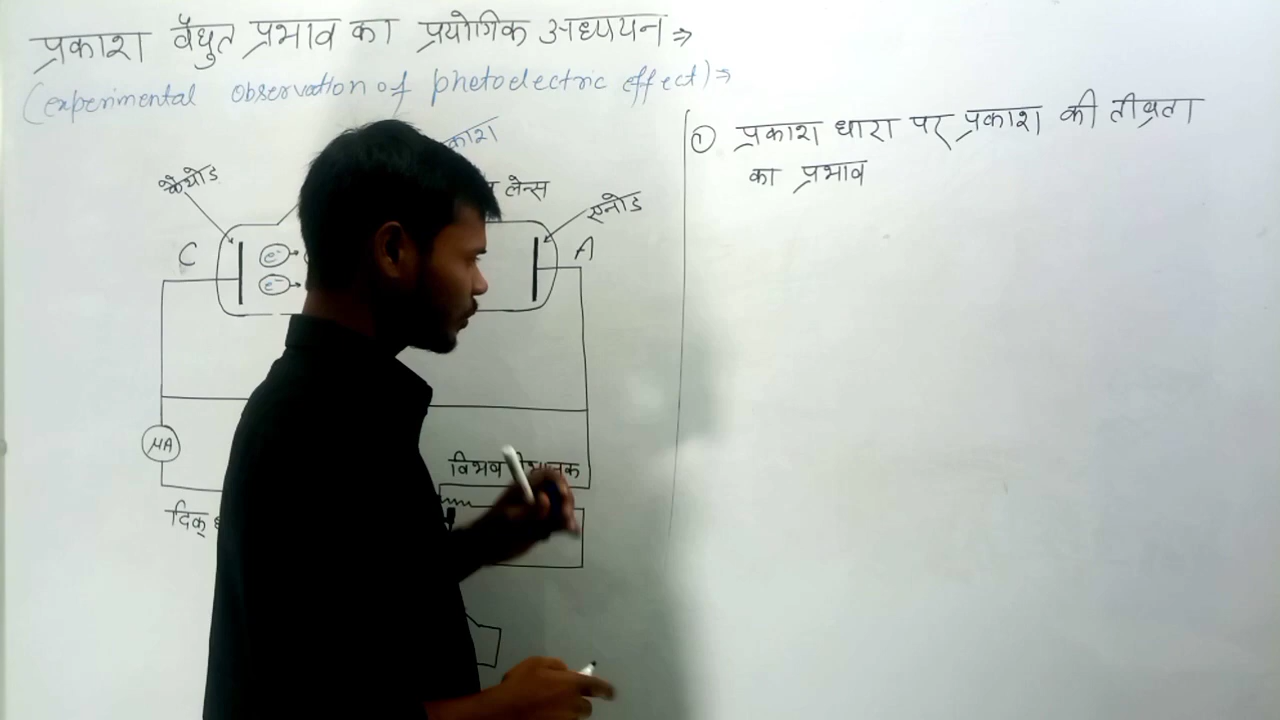 प्रकाश वैधुत प्रभाव का प्रयोगिक अध्ययन ⇒
(experimental observation of photoelectric effect) ⇒
① प्रकाश धारा पर प्रकाश की तीव्रता
का प्रभाव
कैथोड
लेन्स
एनोड
C
A
e⁻
e⁻
μA
विभव
दिक्